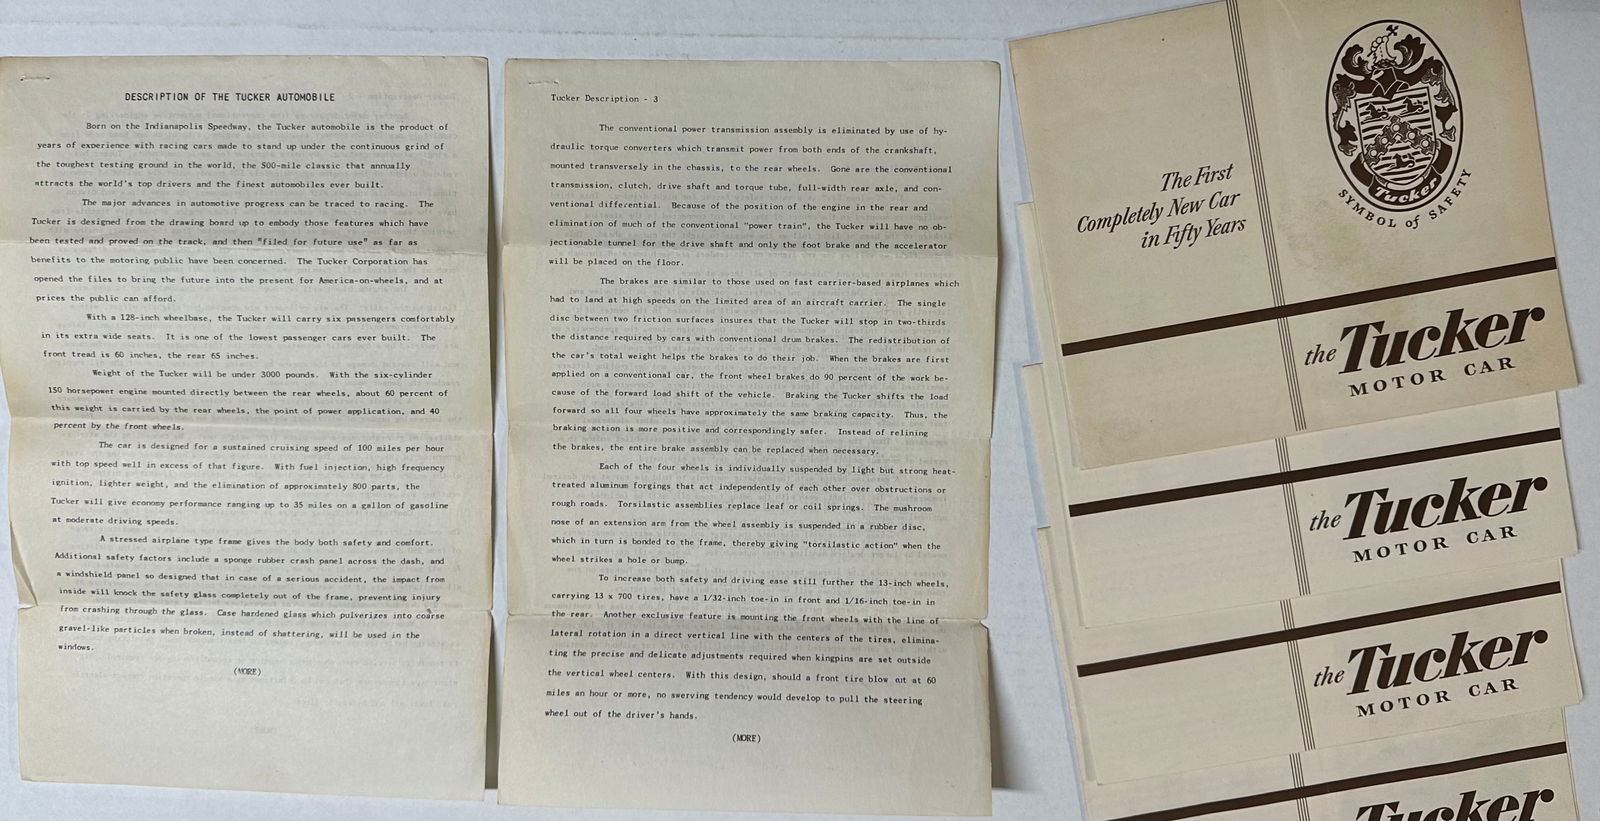 DESCRIPTION OF THE TUCKER AUTOMOBILE
Born on the Indianapolis Speedway, the Tucker automobile is the product of
years of experience with racing cars made to stand up under the continuous grind of
the toughest testing ground in the world, the 500-mile classic that annually
attracts the world's top drivers and the finest automobiles ever built.
The major advances in automotive progress can be traced to racing. The
Tucker is designed from the drawing board up to embody those features which have
been tested and proved on the track, and then "filed for future use" as far as
benefits to the motoring public have been concerned. The Tucker Corporation has
opened the files to bring the future into the present for America-on-wheels, and at
prices the public can afford.
With a 128-inch wheelbase, the Tucker will carry six passengers comfortably
in its extra wide seats. It is one of the lowest passenger cars ever built. The
front tread is 60 inches, the rear 65 inches.
Weight of the Tucker will be under 3000 pounds. With the six-cylinder
150 horsepower engine mounted directly between the rear wheels, about 60 percent of
this weight is carried by the rear wheels, the point of power application, and 40
percent by the front wheels.
The car is designed for a sustained cruising speed of 100 miles per hour
with top speed well in excess of that figure. With fuel injection, high frequency
ignition, lighter weight, and the elimination of approximately 800 parts, the
Tucker will give economy performance ranging up to 35 miles on a gallon of gasoline
at moderate driving speeds.
A stressed airplane type frame gives the body both safety and comfort.
Additional safety factors include a sponge rubber crash panel across the dash, and
a windshield panel so designed that in case of a serious accident, the impact from
inside will knock the safety glass completely out of the frame, preventing injury
from crashing through the glass. Case hardened glass which pulverizes into coarse
gravel-like particles when broken, instead of shattering, will be used in the
windows.
(MORE)
Tucker Description - 3
The conventional power transmission assembly is eliminated by use of hy-
draulic torque converters which transmit power from both ends of the crankshaft,
mounted transversely in the chassis, to the rear wheels. Gone are the conventional
transmission, clutch, drive shaft and torque tube, full-width rear axle, and con-
ventional differential. Because of the position of the engine in the rear and
elimination of much of the conventional "power train", the Tucker will have no ob-
jectionable tunnel for the drive shaft and only the foot brake and the accelerator
will be placed on the floor.
The brakes are similar to those used on fast carrier-based airplanes which
had to land at high speeds on the limited area of an aircraft carrier. The single
disc between two friction surfaces insures that the Tucker will stop in two-thirds
the distance required by cars with conventional drum brakes. The redistribution of
the car's total weight helps the brakes to do their job. When the brakes are first
applied on a conventional car, the front wheel brakes do 90 percent of the work be-
cause of the forward load shift of the vehicle. Braking the Tucker shifts the load
forward so all four wheels have approximately the same braking capacity. Thus, the
braking action is more positive and correspondingly safer. Instead of relining
the brakes, the entire brake assembly can be replaced when necessary.
Each of the four wheels is individually suspended by light but strong heat-
treated aluminum forgings that act independently of each other over obstructions or
rough roads. Torsilastic assemblies replace leaf or coil springs. The mushroom
nose of an extension arm from the wheel assembly is suspended in a rubber disc,
which in turn is bonded to the frame, thereby giving "torsilastic action" when the
wheel strikes a hole or bump.
To increase both safety and driving ease still further the 13-inch wheels,
carrying 13 x 700 tires, have a 1/32-inch toe-in in front and 1/16-inch toe-in in
the rear. Another exclusive feature is mounting the front wheels with the line of
lateral rotation in a direct vertical line with the centers of the tires, elimina-
ting the precise and delicate adjustments required when kingpins are set outside
the vertical wheel centers. With this design, should a front tire blow out at 60
miles an hour or more, no swerving tendency would develop to pull the steering
wheel out of the driver's hands.
(MORE)
The First
Completely New Car
in Fifty Years
Tucker
SYMBOL of SAFETY
the Tucker
MOTOR CAR
the Tucker
MOTOR CAR
the Tucker
MOTOR CAR
the Tucker